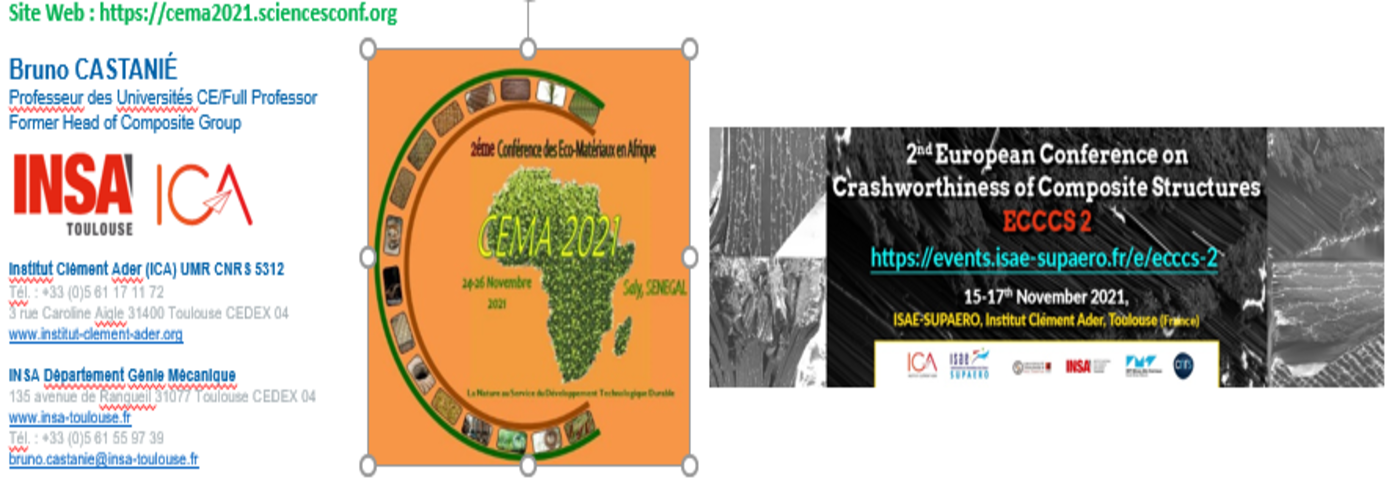 Site Web : https://cema2021.sciencesconf.org
Bruno CASTANIÉ
Professeur des Universités CE/Full Professor
Former Head of Composite Group
INSA
TOULOUSE
ICA
Institut Clément Ader (ICA) UMR CNRS 5312
Tél. : +33 (0)5 61 17 11 72
3 rue Caroline Aigle 31400 Toulouse CEDEX 04
www.institut-clement-ader.org
INSA Département Génie Mécanique
135 avenue de Rangueil 31077 Toulouse CEDEX 04
www.insa-toulouse.fr
Tél. : +33 (0)5 61 55 97 39
bruno.castanie@insa-toulouse.fr
2éme Conférence des Eco-Matériaux en Afrique
CEMA 2021
24-26 Novembre
2021
Saly, SENEGAL
La Nature au Service du Développement Technologique Durable
2nd European Conference on
Crashworthiness of Composite Structures
ECCCS 2
https://events.isae-supaero.fr/e/ecccs-2
15-17th November 2021,
ISAE-SUPAERO, Institut Clément Ader, Toulouse (France)
ICA
isae
SUPAERO
INSA
cnrs